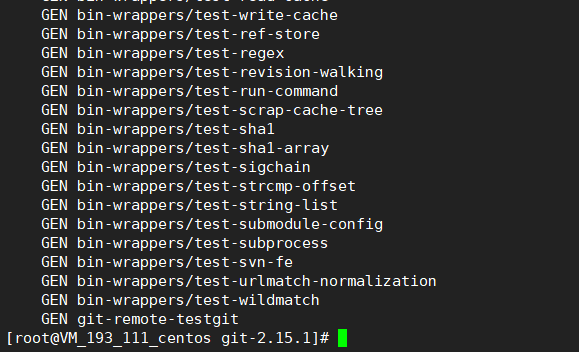 GEN bin-wrappers/test-read-cache
GEN bin-wrappers/test-write-cache
GEN bin-wrappers/test-ref-store
GEN bin-wrappers/test-regex
GEN bin-wrappers/test-revision-walking
GEN bin-wrappers/test-run-command
GEN bin-wrappers/test-scrap-cache-tree
GEN bin-wrappers/test-sha1
GEN bin-wrappers/test-sha1-array
GEN bin-wrappers/test-sigchain
GEN bin-wrappers/test-strcmp-offset
GEN bin-wrappers/test-string-list
GEN bin-wrappers/test-submodule-config
GEN bin-wrappers/test-subprocess
GEN bin-wrappers/test-svn-fe
GEN bin-wrappers/test-urlmatch-normalization
GEN bin-wrappers/test-wildmatch
GEN git-remote-testgit
[root@VM_193_111_centos git-2.15.1]#